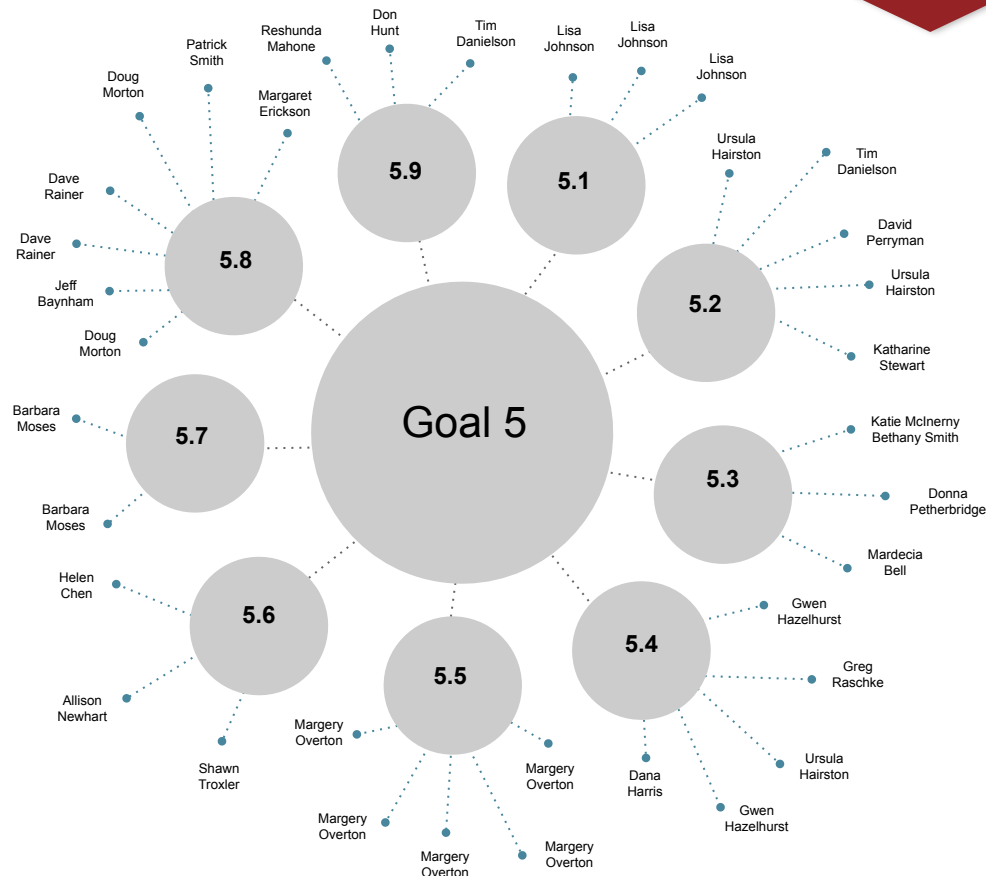 Goal 5
5.1
Lisa
Johnson
Lisa
Johnson
Lisa
Johnson
5.2
Ursula
Hairston
Tim
Danielson
David
Perryman
Ursula
Hairston
Katharine
Stewart
5.3
Katie McInerny
Bethany Smith
Donna
Petherbridge
Mardecia
Bell
5.4
Gwen
Hazelhurst
Greg
Raschke
Ursula
Hairston
Gwen
Hazelhurst
Dana
Harris
5.5
Margery
Overton
Margery
Overton
Margery
Overton
Margery
Overton
Margery
Overton
5.6
Shawn
Troxler
Allison
Newhart
Helen
Chen
5.7
Barbara
Moses
Barbara
Moses
5.8
Doug
Morton
Jeff
Baynham
Dave
Rainer
Dave
Rainer
Doug
Morton
Patrick
Smith
Margaret
Erickson
5.9
Reshunda
Mahone
Don
Hunt
Tim
Danielson